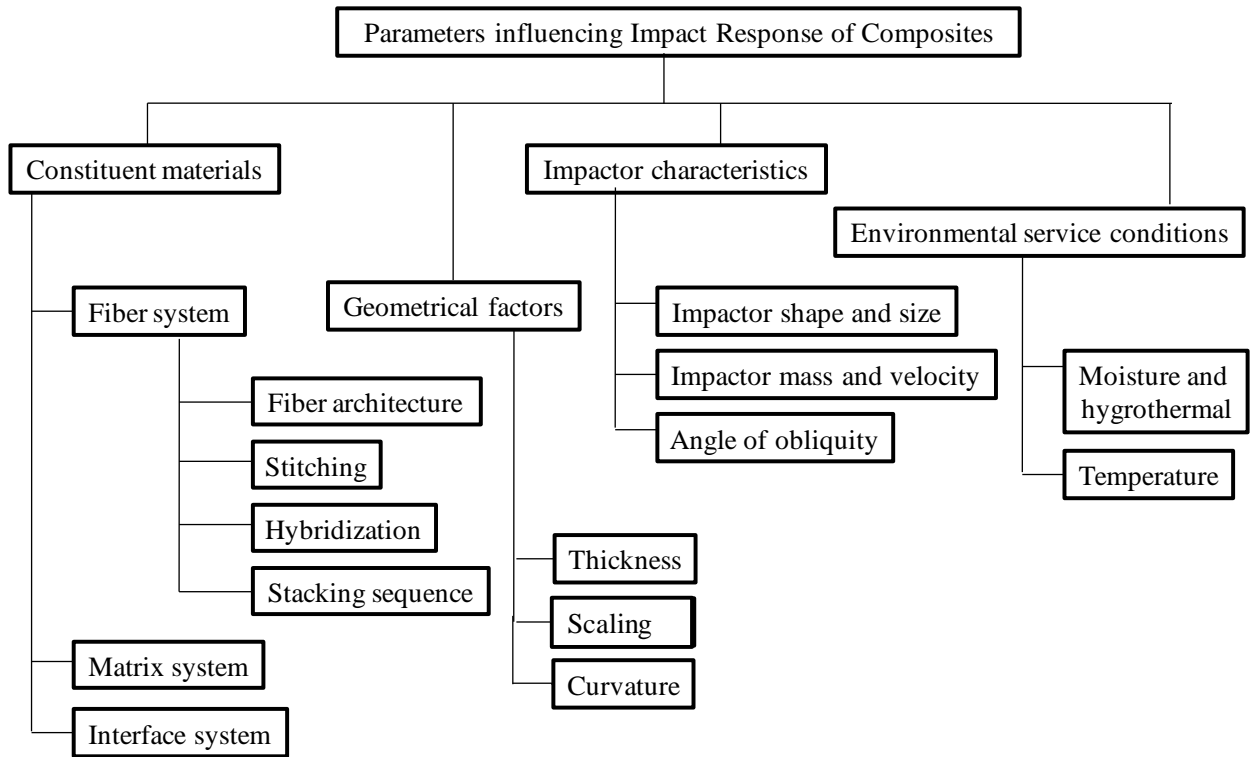 Parameters influencing Impact Response of Composites
Constituent materials
Fiber system
Fiber architecture
Stitching
Hybridization
Stacking sequence
Matrix system
Interface system
Geometrical factors
Thickness
Scaling
Curvature
Impactor characteristics
Impactor shape and size
Impactor mass and velocity
Angle of obliquity
Environmental service conditions
Moisture and
hygrothermal
Temperature